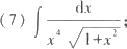 (7) ∫ dx / (x⁴ √(1+x²));